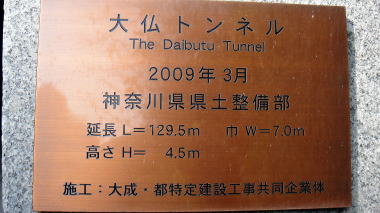 大仏トンネル
The Daibutu Tunnel
2009年3月
神奈川県県土整備部
延長 L=129.5m　巾 W=7.0m
高さ H=　4.5m
施工：大成・都特定建設工事共同企業体